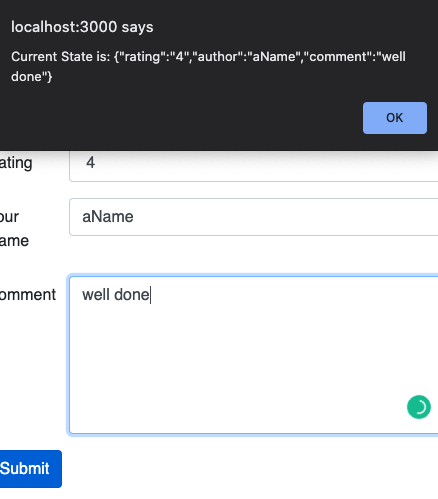 localhost:3000 says
Current State is: {"rating":"4","author":"aName","comment":"well
done"}
OK
ating
4
our
ame
aName
omment
well done
Submit